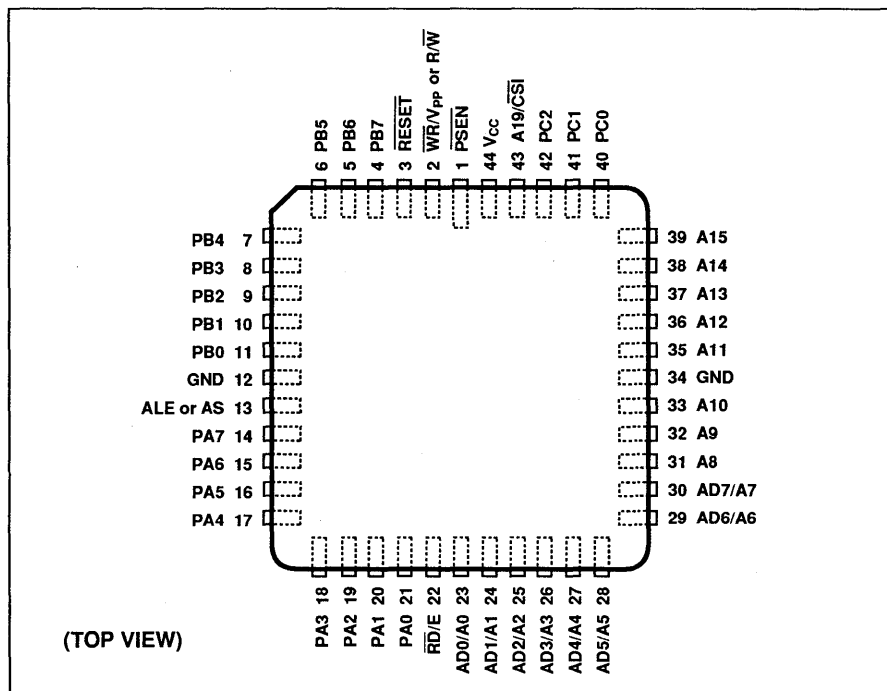 6 PB5
5 PB6
4 PB7
3 R̅E̅S̅E̅T̅
2 W̅R̅/Vpp or R/W̅
1 P̅S̅E̅N̅
44 Vcc
43 A19/C̅S̅I̅
42 PC2
41 PC1
40 PC0
PB4 7
PB3 8
PB2 9
PB1 10
PB0 11
GND 12
ALE or AS 13
PA7 14
PA6 15
PA5 16
PA4 17
39 A15
38 A14
37 A13
36 A12
35 A11
34 GND
33 A10
32 A9
31 A8
30 AD7/A7
29 AD6/A6
PA3 18
PA2 19
PA1 20
PA0 21
R̅D̅/E 22
AD0/A0 23
AD1/A1 24
AD2/A2 25
AD3/A3 26
AD4/A4 27
AD5/A5 28
(TOP VIEW)